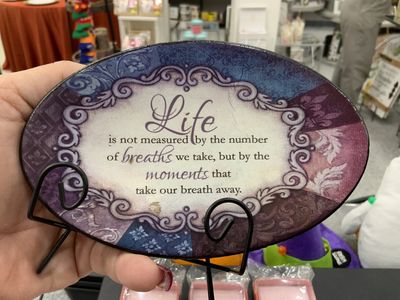 Life
is not measured by the number
of breaths we take, but by the
moments that
take our breath away.